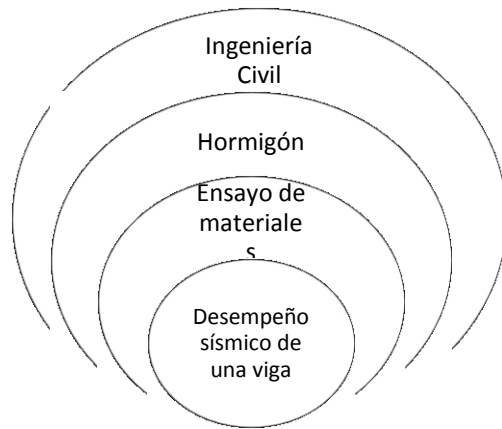 Ingeniería
Civil
Hormigón
Ensayo de
materiale
s
Desempeño
sísmico de
una viga